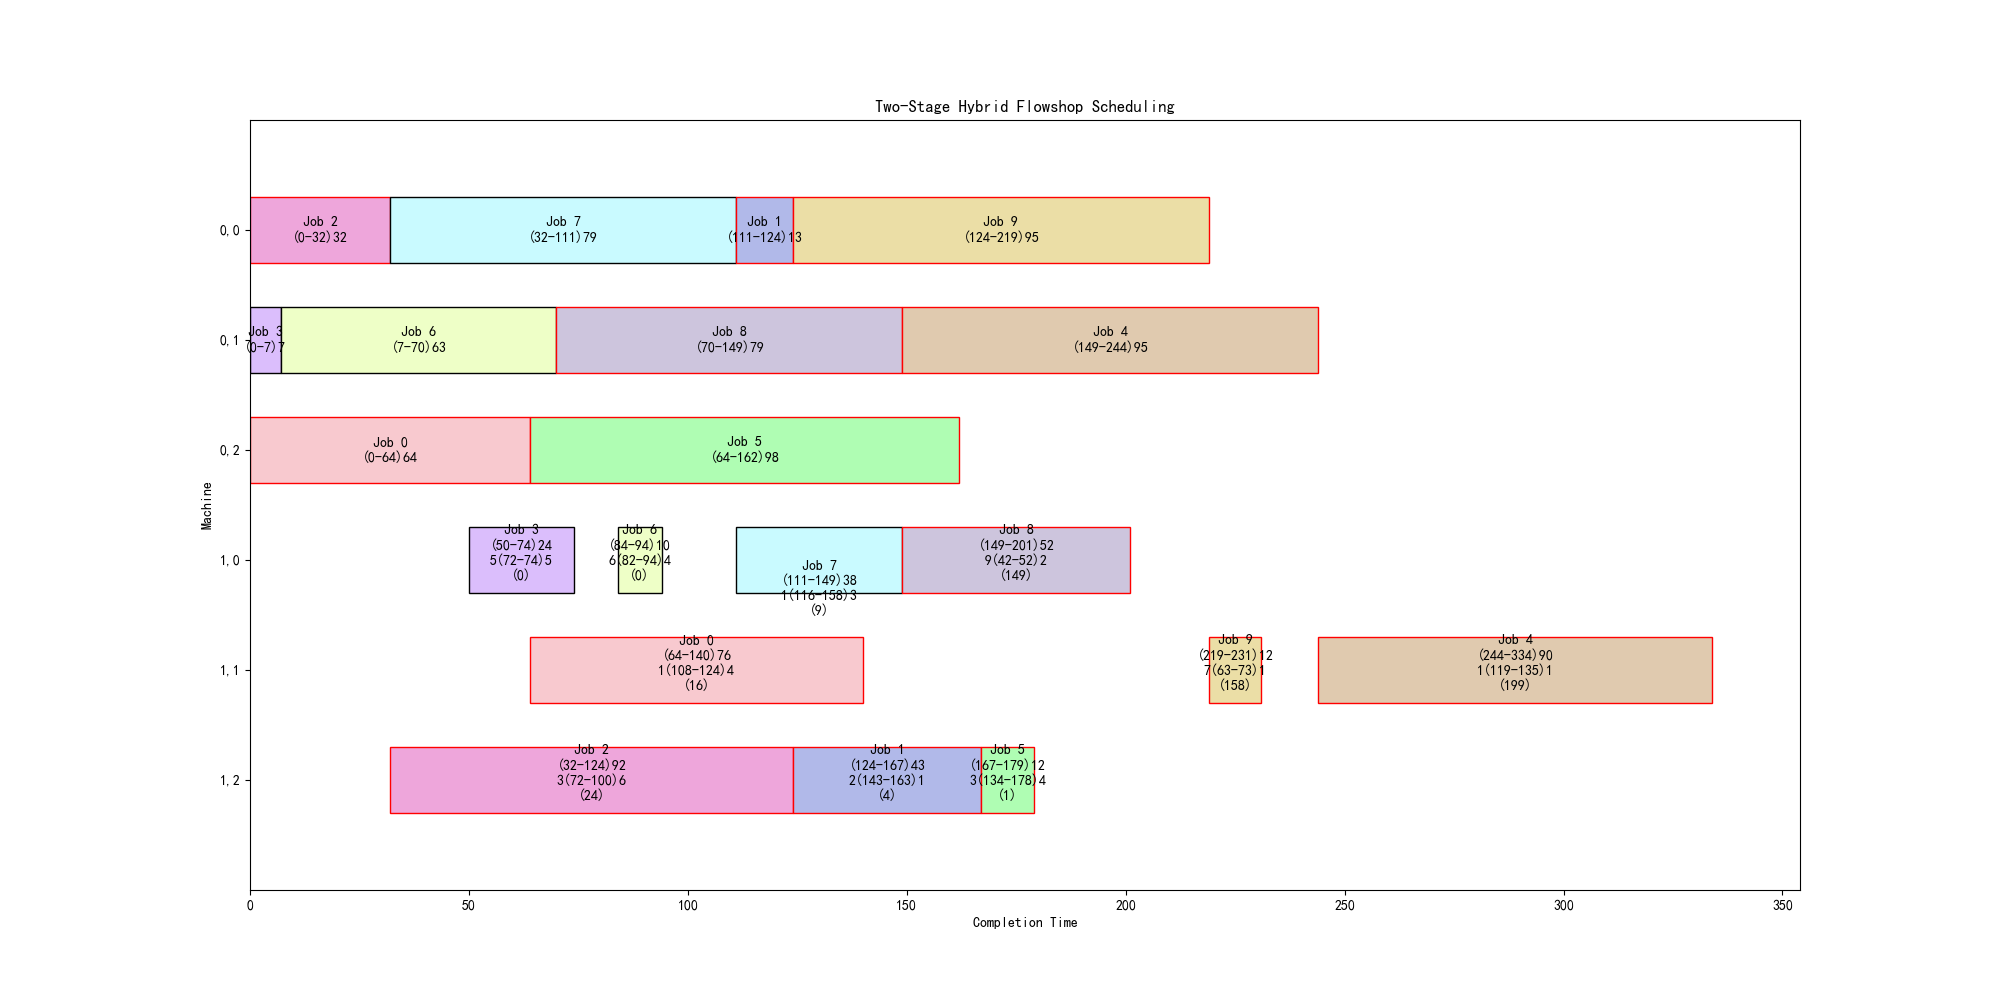 Two-Stage Hybrid Flowshop Scheduling
0,0
Job 2
(0-32)32
Job 7
(32-111)79
Job 1
(111-124)13
Job 9
(124-219)95
0,1
Job 3
(0-7)7
Job 6
(7-70)63
Job 8
(70-149)79
Job 4
(149-244)95
0,2
Job 0
(0-64)64
Job 5
(64-162)98
Machine
1,0
Job 3
(50-74)24
5(72-74)5
(0)
Job 6
(84-94)10
6(82-94)4
(0)
Job 7
(111-149)38
1(116-158)3
(9)
Job 8
(149-201)52
9(42-52)2
(149)
1,1
Job 0
(64-140)76
1(108-124)4
(16)
Job 9
(219-231)12
7(63-73)1
(158)
Job 4
(244-334)90
1(119-135)1
(199)
1,2
Job 2
(32-124)92
3(72-100)6
(24)
Job 1
(124-167)43
2(143-163)1
(4)
Job 5
(167-179)12
3(134-178)4
(1)
0
50
100
150
200
250
300
350
Completion Time